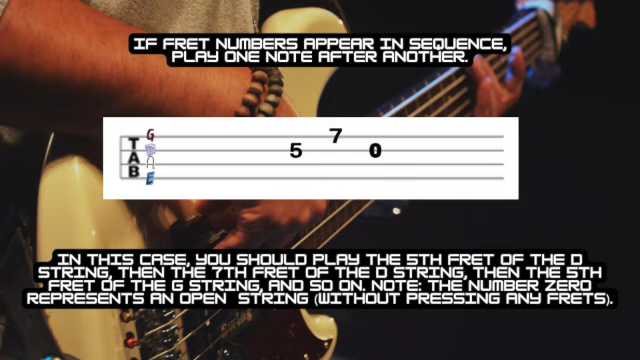 IF FRET NUMBERS APPEAR IN SEQUENCE,
PLAY ONE NOTE AFTER ANOTHER.
G
7
T
5
0
A
B
E
IN THIS CASE, YOU SHOULD PLAY THE 5TH FRET OF THE D
STRING, THEN THE 7TH FRET OF THE D STRING, THEN THE 5TH
FRET OF THE G STRING, AND SO ON. NOTE: THE NUMBER ZERO
REPRESENTS AN OPEN STRING (WITHOUT PRESSING ANY FRETS).